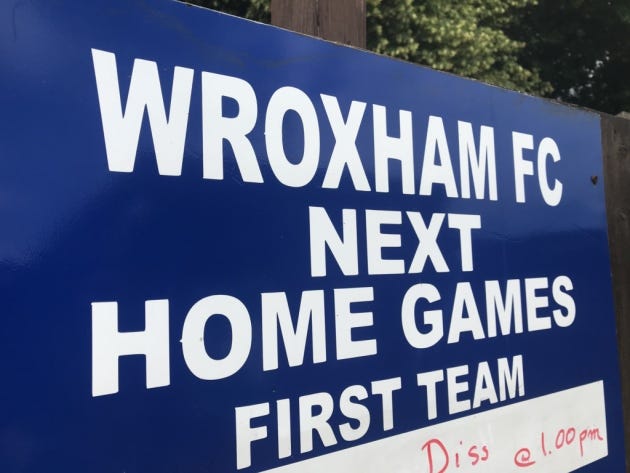 WROXHAM FC
NEXT
HOME GAMES
FIRST TEAM
Diss @ 1.00pm